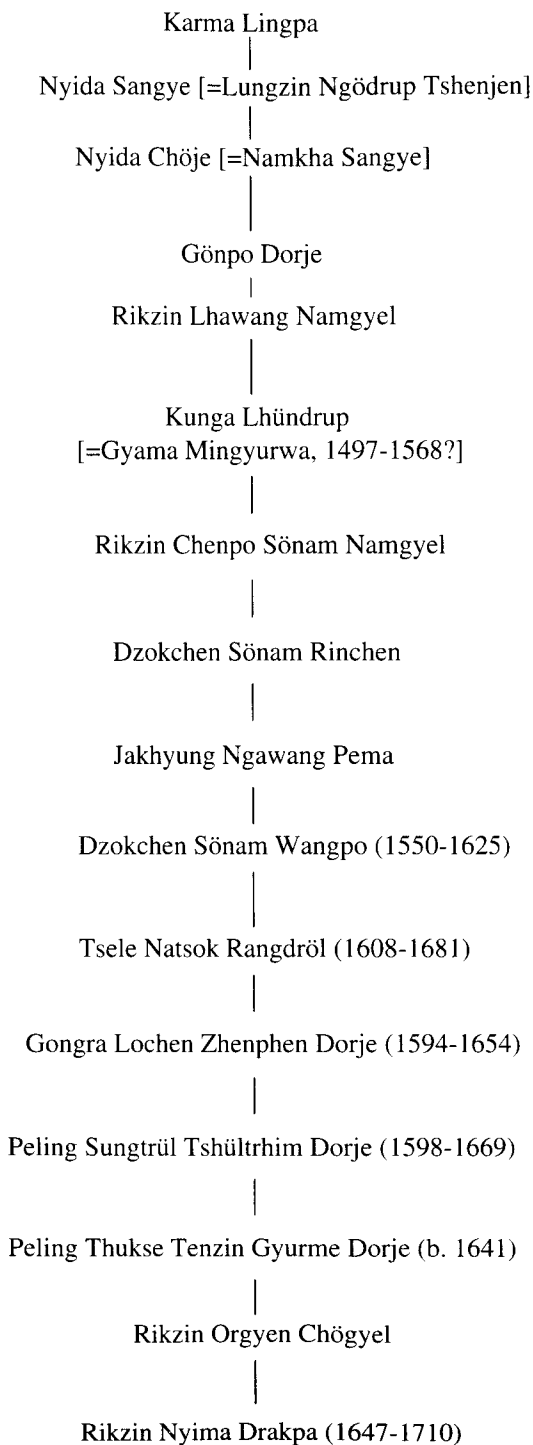 Karma Lingpa
Nyida Sangye [=Lungzin Ngödrup Tshenjen]
Nyida Chöje [=Namkha Sangye]
Gönpo Dorje
Rikzin Lhawang Namgyel
Kunga Lhündrup
[=Gyama Mingyurwa, 1497-1568?]
Rikzin Chenpo Sönam Namgyel
Dzokchen Sönam Rinchen
Jakhyung Ngawang Pema
Dzokchen Sönam Wangpo (1550-1625)
Tsele Natsok Rangdröl (1608-1681)
Gongra Lochen Zhenphen Dorje (1594-1654)
Peling Sungtrül Tshültrhim Dorje (1598-1669)
Peling Thukse Tenzin Gyurme Dorje (b. 1641)
Rikzin Orgyen Chögyel
Rikzin Nyima Drakpa (1647-1710)